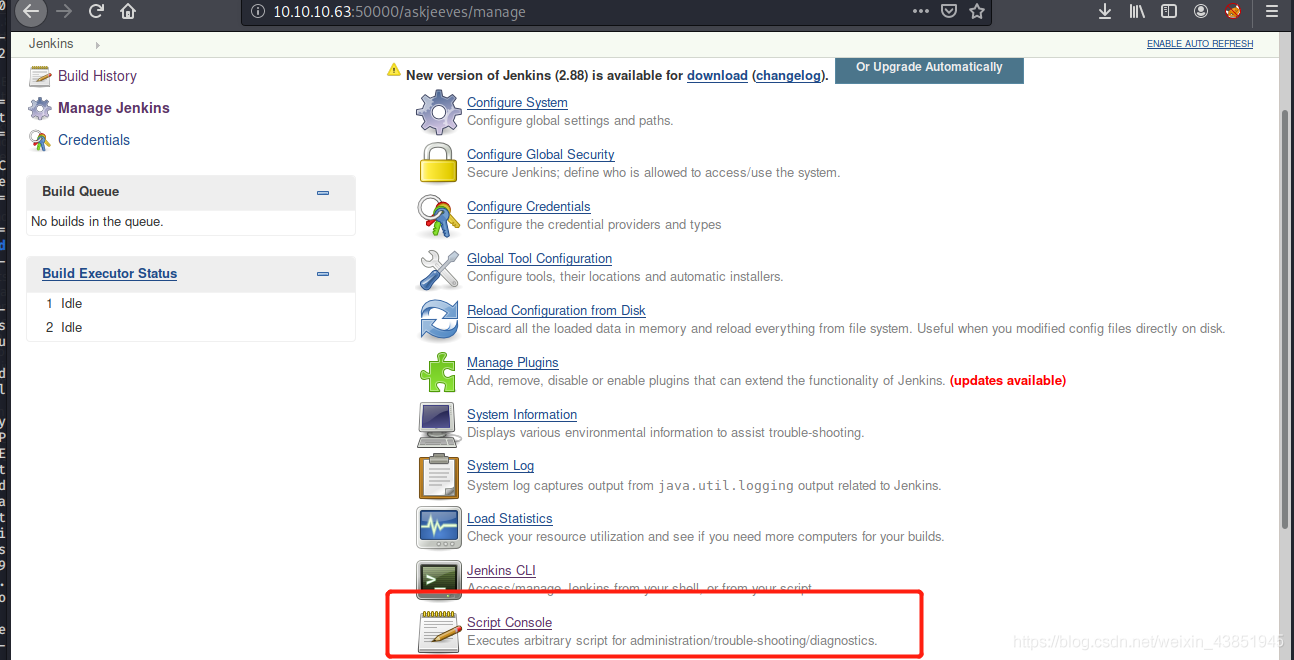 10.10.10.63:50000/askjeeves/manage
Jenkins
ENABLE AUTO REFRESH
Build History
Manage Jenkins
Credentials
Build Queue
No builds in the queue.
Build Executor Status
1 Idle
2 Idle
New version of Jenkins (2.88) is available for download (changelog).
Or Upgrade Automatically
Configure System
Configure global settings and paths.
Configure Global Security
Secure Jenkins; define who is allowed to access/use the system.
Configure Credentials
Configure the credential providers and types
Global Tool Configuration
Configure tools, their locations and automatic installers.
Reload Configuration from Disk
Discard all the loaded data in memory and reload everything from file system. Useful when you modified config files directly on disk.
Manage Plugins
Add, remove, disable or enable plugins that can extend the functionality of Jenkins. (updates available)
System Information
Displays various environmental information to assist trouble-shooting.
System Log
System log captures output from java.util.logging output related to Jenkins.
Load Statistics
Check your resource utilization and see if you need more computers for your builds.
Jenkins CLI
Access/manage Jenkins from your shell, or from your script.
Script Console
Executes arbitrary script for administration/trouble-shooting/diagnostics.
https://blog.csdn.net/weixin_43851945